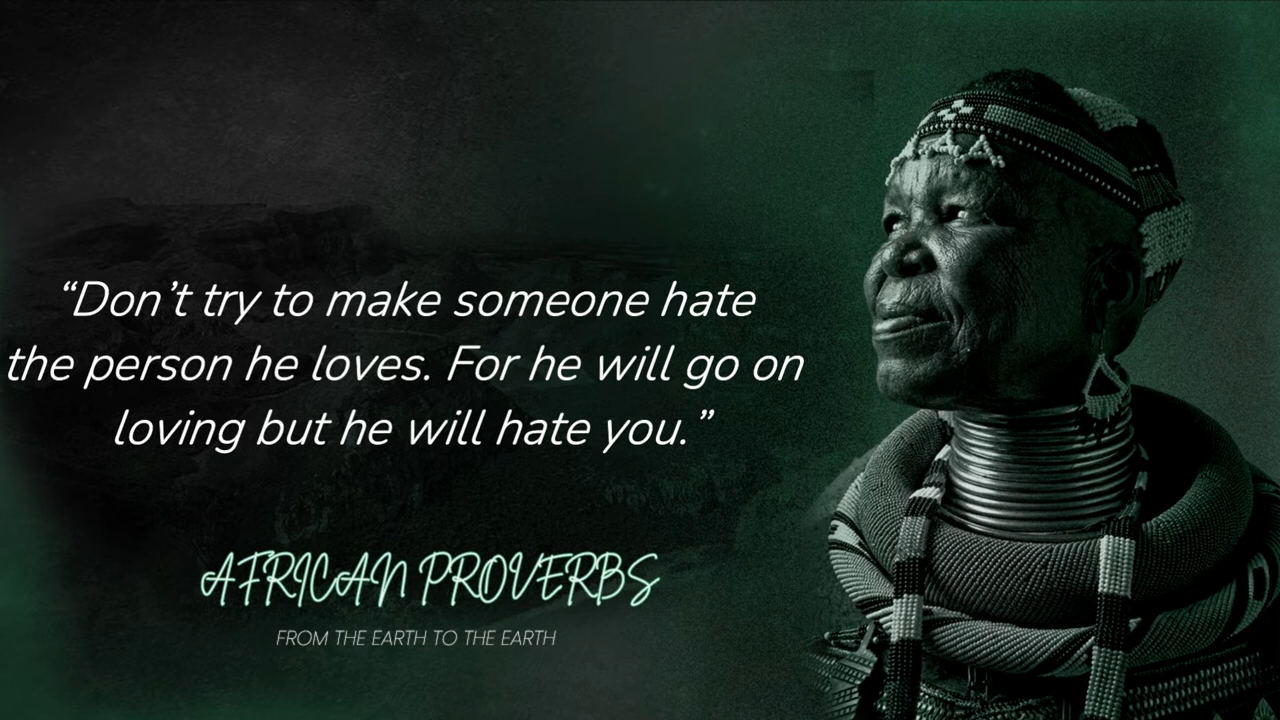 “Don’t try to make someone hate
the person he loves. For he will go on
loving but he will hate you.”
AFRICAN PROVERBS
FROM THE EARTH TO THE EARTH